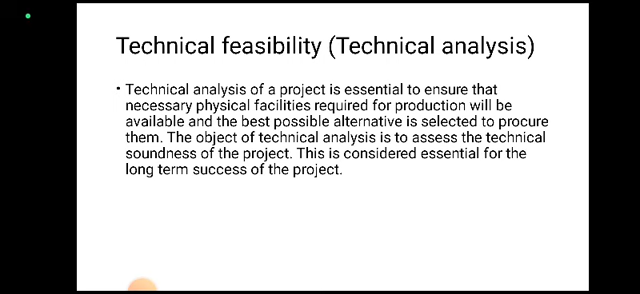 Technical feasibility (Technical analysis)
• Technical analysis of a project is essential to ensure that
necessary physical facilities required for production will be
available and the best possible alternative is selected to procure
them. The object of technical analysis is to assess the technical
soundness of the project. This is considered essential for the
long term success of the project.